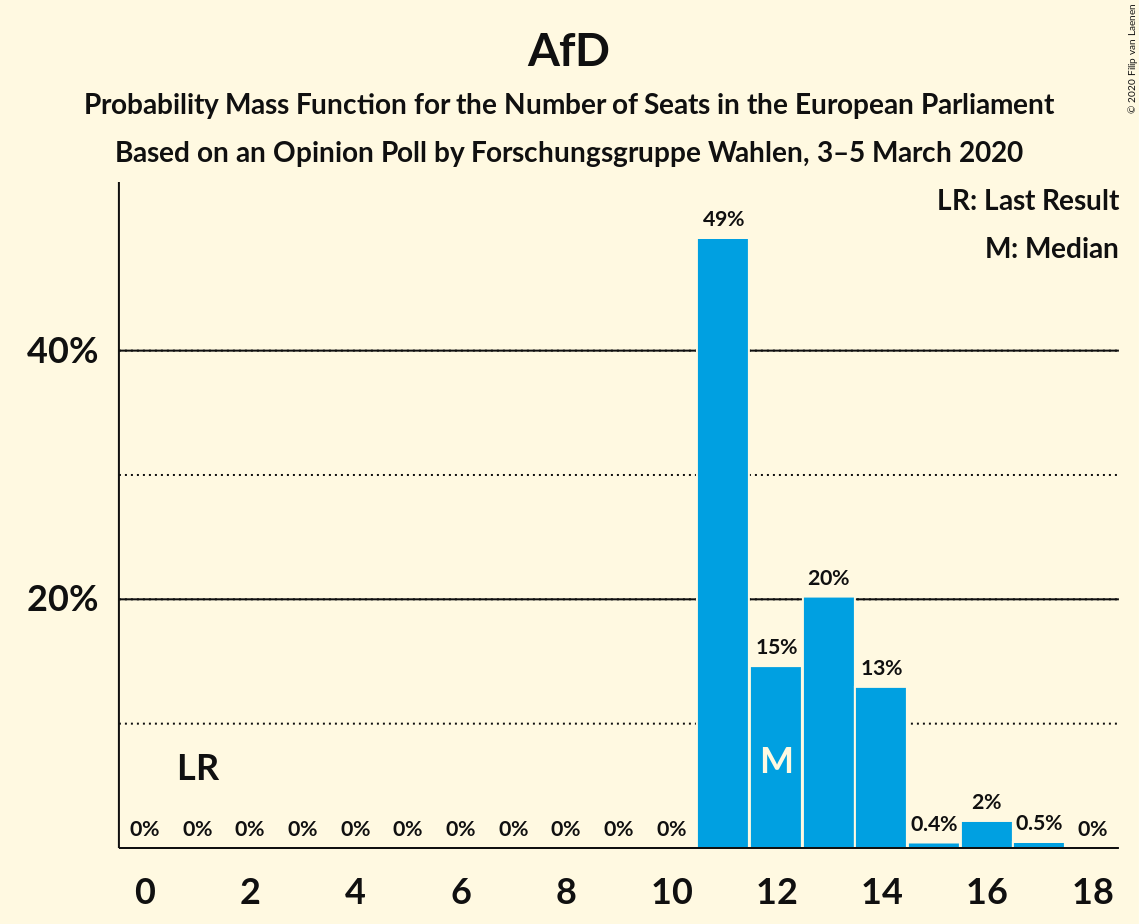 AfD
Probability Mass Function for the Number of Seats in the European Parliament
Based on an Opinion Poll by Forschungsgruppe Wahlen, 3–5 March 2020
© 2020 Filip van Laenen
LR: Last Result
M: Median
49%
40%
20%
20%
15%
13%
M
LR
0% 0% 0% 0% 0% 0% 0% 0% 0% 0% 0% 0.4% 2% 0.5% 0%
0 2 4 6 8 10 12 14 16 18